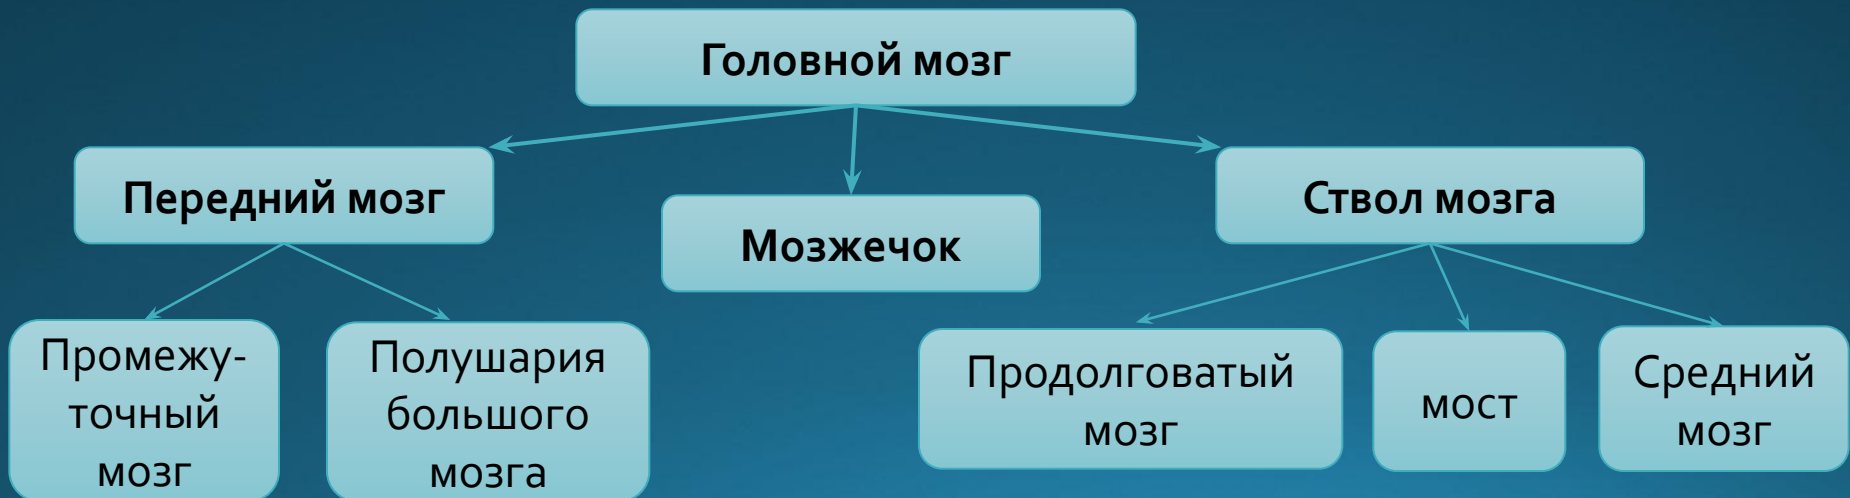 Головной мозг
Передний мозг
Мозжечок
Ствол мозга
Промежу-
точный
мозг
Полушария
большого
мозга
Продолговатый
мозг
мост
Средний
мозг